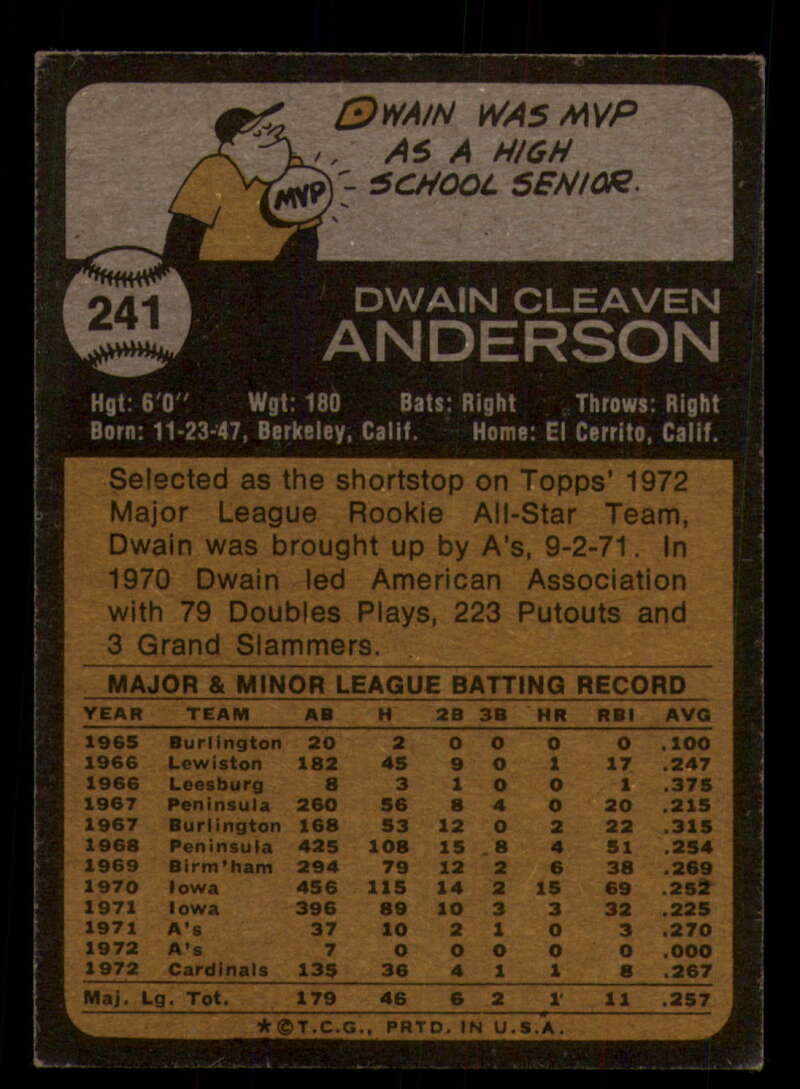 DWAIN WAS MVP
AS A HIGH
SCHOOL SENIOR.
MVP
241
DWAIN CLEAVEN
ANDERSON
Hgt: 6'0" Wgt: 180 Bats: Right Throws: Right
Born: 11-23-47, Berkeley, Calif. Home: El Cerrito, Calif.
Selected as the shortstop on Topps' 1972
Major League Rookie All-Star Team,
Dwain was brought up by A's, 9-2-71. In
1970 Dwain led American Association
with 79 Doubles Plays, 223 Putouts and
3 Grand Slammers.
MAJOR & MINOR LEAGUE BATTING RECORD
YEAR TEAM AB H 2B 3B HR RBI AVG
1965 Burlington 20 2 0 0 0 0 .100
1966 Lewiston 182 45 9 0 1 17 .247
1966 Leesburg 8 3 1 0 0 1 .375
1967 Peninsula 260 56 8 4 0 20 .215
1967 Burlington 168 53 12 0 2 22 .315
1968 Peninsula 425 108 15 8 4 51 .254
1969 Birm'ham 294 79 12 2 6 38 .269
1970 Iowa 456 115 14 2 15 69 .252
1971 Iowa 396 89 10 3 3 32 .225
1971 A's 37 10 2 1 0 3 .270
1972 A's 7 0 0 0 0 0 .000
1972 Cardinals 135 36 4 1 1 8 .267
Maj. Lg. Tot. 179 46 6 2 1 11 .257
*©T.C.G., PRTD. IN U.S.A.